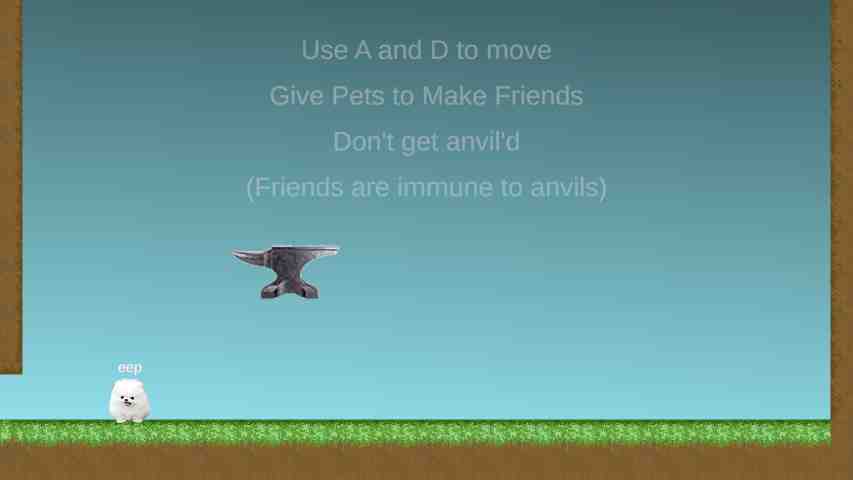 Use A and D to move
Give Pets to Make Friends
Don't get anvil'd
(Friends are immune to anvils)
eep